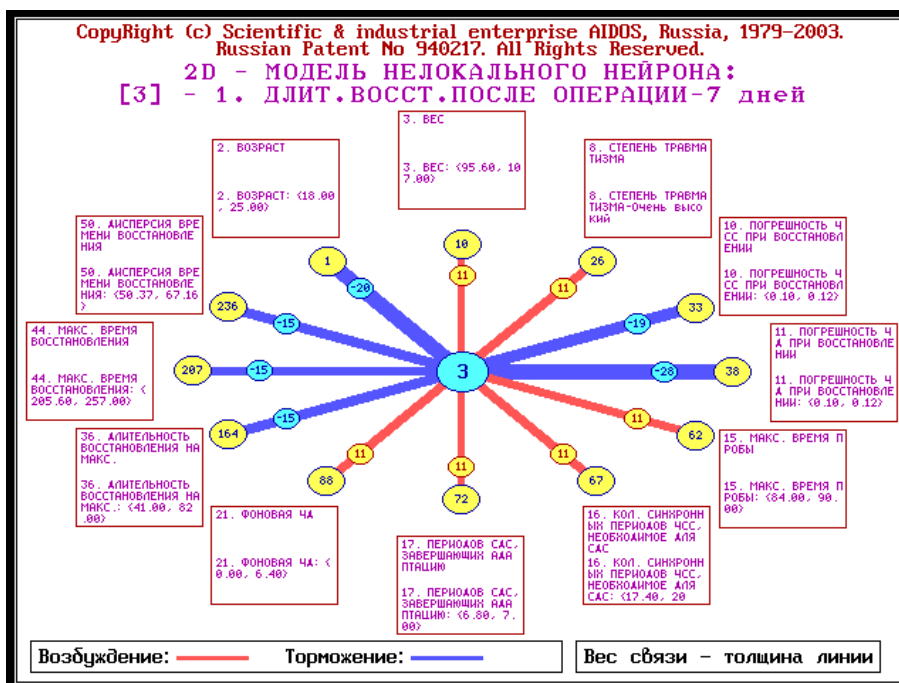 CopyRight (c) Scientific & industrial enterprise AIDOS, Russia, 1979-2003.
Russian Patent No 940217. All Rights Reserved.
2D - МОДЕЛЬ НЕЛОКАЛЬНОГО НЕЙРОНА:
[3] - 1. ДЛИТ.ВОССТ.ПОСЛЕ ОПЕРАЦИИ-7 дней
3. ВЕС
3. ВЕС: {95.60, 10
7.00}
2. ВОЗРАСТ
2. ВОЗРАСТ: {18.00
, 25.00}
8. СТЕПЕНЬ ТРАВМА
ТИЗМА
8. СТЕПЕНЬ ТРАВМА
ТИЗМА-Очень высо
кий
50. ДИСПЕРСИЯ ВРЕ
МЕНИ ВОССТАНОВЛЕ
НИЯ
50. ДИСПЕРСИЯ ВРЕ
МЕНИ ВОССТАНОВЛЕ
НИЯ: {50.37, 67.16
}
10. ПОГРЕШНОСТЬ Ч
СС ПРИ ВОССТАНОВЛ
ЕНИИ
10. ПОГРЕШНОСТЬ Ч
СС ПРИ ВОССТАНОВЛ
ЕНИИ: {0.10, 0.12}
44. МАКС. ВРЕМЯ
ВОССТАНОВЛЕНИЯ
44. МАКС. ВРЕМЯ
ВОССТАНОВЛЕНИЯ: {
205.60, 257.00}
11. ПОГРЕШНОСТЬ Ч
Д ПРИ ВОССТАНОВЛЕ
НИИ
11. ПОГРЕШНОСТЬ Ч
Д ПРИ ВОССТАНОВЛЕ
НИИ: {0.10, 0.12}
36. ДЛИТЕЛЬНОСТЬ
ВОССТАНОВЛЕНИЯ НА
МАКС.
36. ДЛИТЕЛЬНОСТЬ
ВОССТАНОВЛЕНИЯ НА
МАКС.: {41.00, 82
.00}
15. МАКС. ВРЕМЯ П
РОБЫ
15. МАКС. ВРЕМЯ П
РОБЫ: {84.00, 90.
00}
21. ФОНОВАЯ ЧД
21. ФОНОВАЯ ЧД: {
0.00, 6.40}
17. ПЕРИОДОВ СДС,
ЗАВЕРШАЮЩИХ АДА
ПТАЦИЮ
17. ПЕРИОДОВ СДС,
ЗАВЕРШАЮЩИХ АДА
ПТАЦИЮ: {6.80, 7.
00}
16. КОЛ. СИНХРОНН
ЫХ ПЕРИОДОВ ЧСС,
НЕОБХОДИМОЕ ДЛЯ
СДС
16. КОЛ. СИНХРОНН
ЫХ ПЕРИОДОВ ЧСС,
НЕОБХОДИМОЕ ДЛЯ
СДС: {17.40, 20
10
1
26
11
-20
11
236
33
-15
-19
207
-15
3
-28
38
164
-15
11
62
88
11
11
11
67
72
Возбуждение:
Торможение:
Вес связи - толщина линии